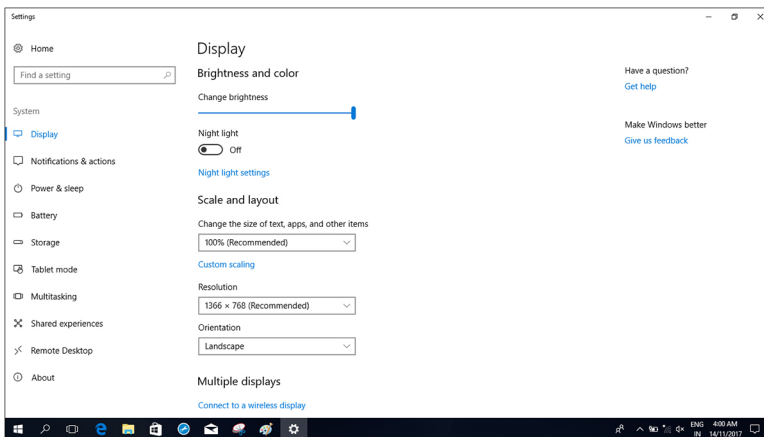 Settings
Home
Find a setting
System
Display
Notifications & actions
Power & sleep
Battery
Storage
Tablet mode
Multitasking
Shared experiences
Remote Desktop
About
Display
Brightness and color
Change brightness
Night light
Off
Night light settings
Scale and layout
Change the size of text, apps, and other items
100% (Recommended)
Custom scaling
Resolution
1366 × 768 (Recommended)
Orientation
Landscape
Multiple displays
Connect to a wireless display
Have a question?
Get help
Make Windows better
Give us feedback
ENG 4:00 AM
IN 14/11/2017